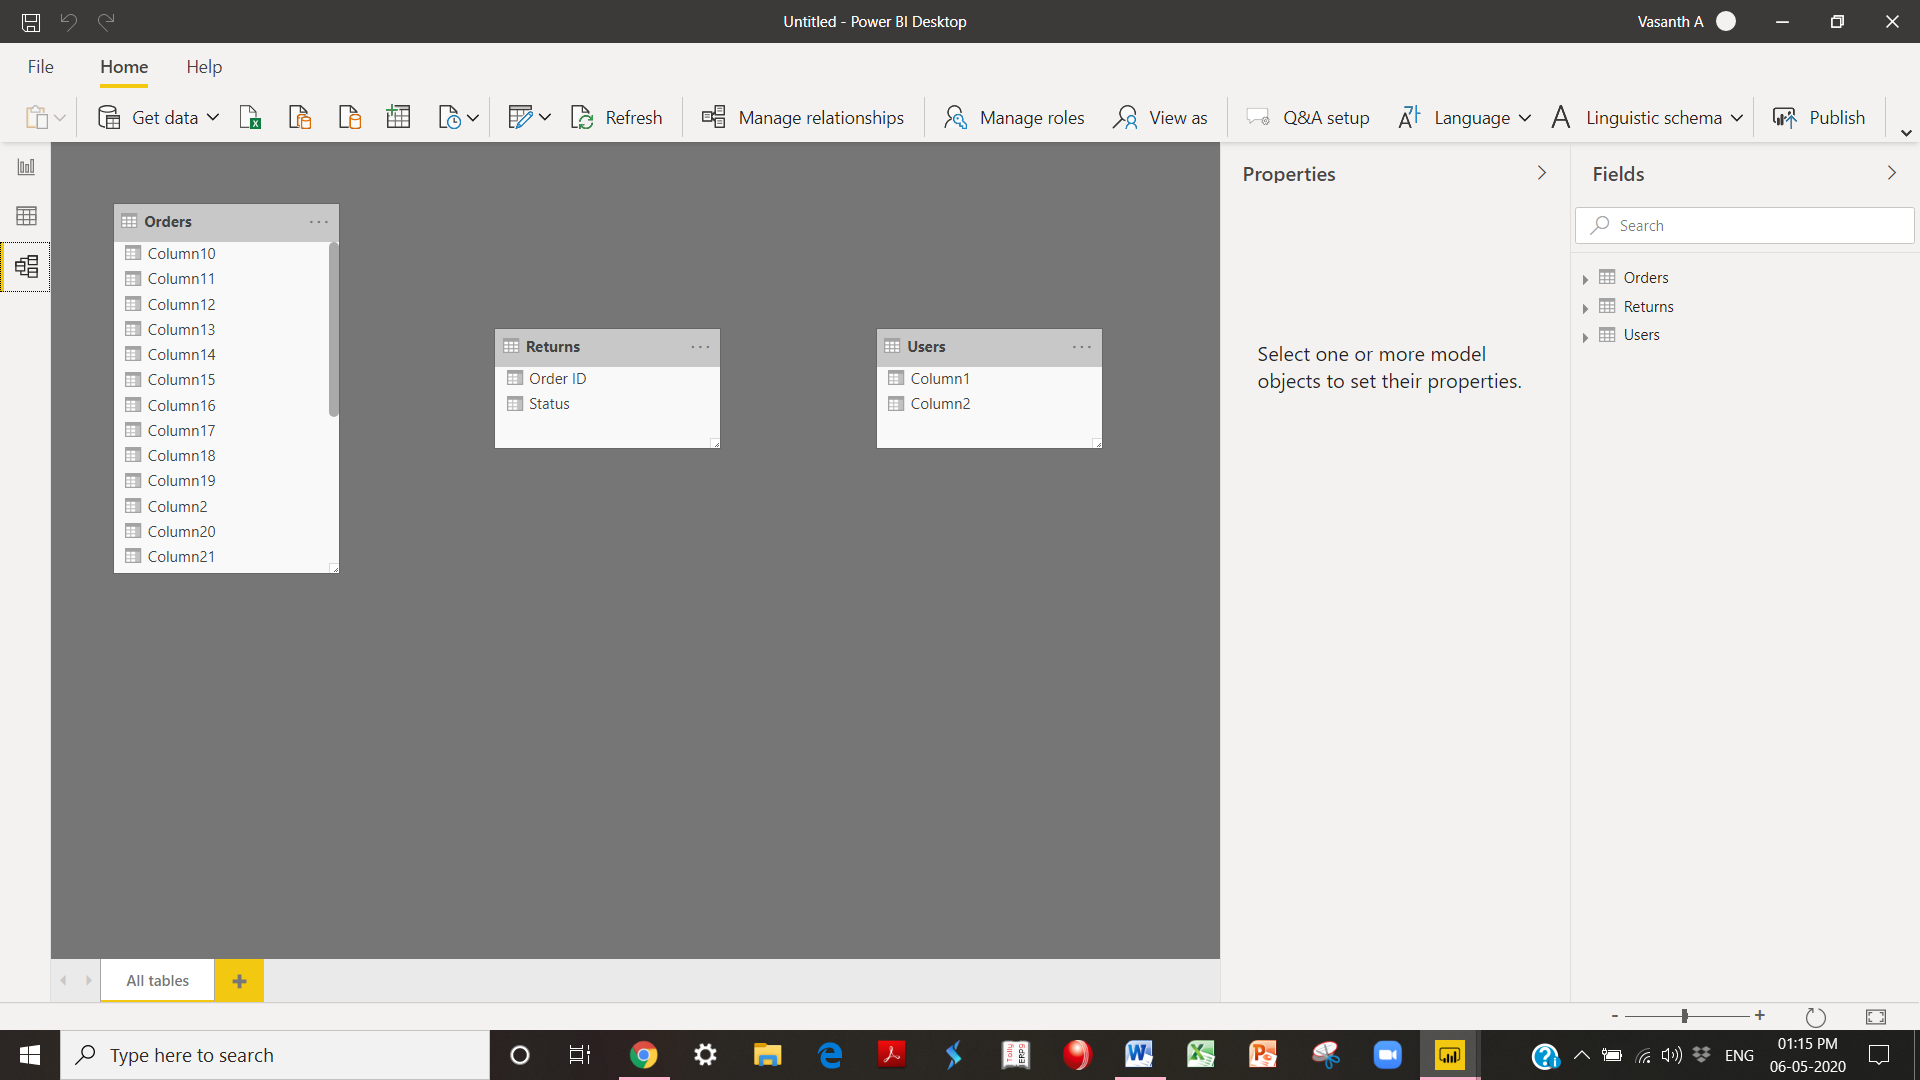 Untitled - Power BI Desktop
Vasanth A
File Home Help
Get data
Refresh
Manage relationships
Manage roles
View as
Q&A setup
Language
Linguistic schema
Publish
Orders
Column10
Column11
Column12
Column13
Column14
Column15
Column16
Column17
Column18
Column19
Column2
Column20
Column21
Returns
Order ID
Status
Users
Column1
Column2
Properties
Select one or more model
objects to set their properties.
Fields
Search
Orders
Returns
Users
All tables
Type here to search
Tally
ERP9
ENG
01:15 PM
06-05-2020